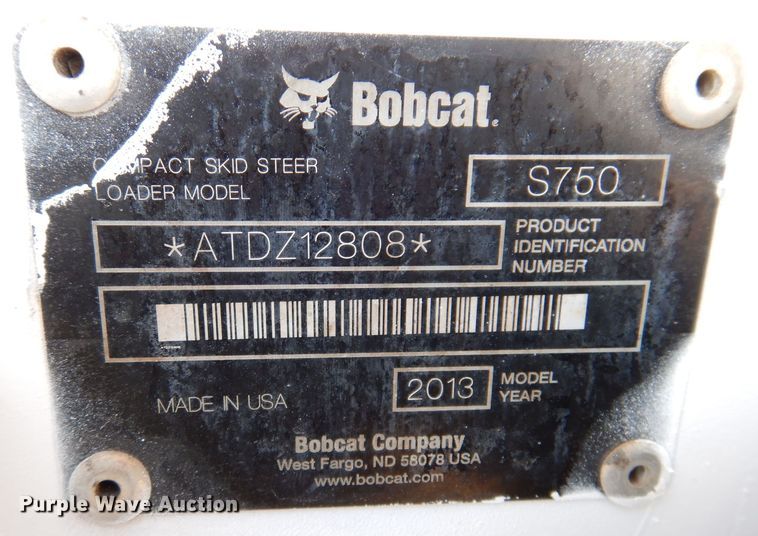 Bobcat®
COMPACT SKID STEER
LOADER MODEL
S750
*ATDZ12808*
PRODUCT
IDENTIFICATION
NUMBER
MADE IN USA
2013
MODEL
YEAR
Bobcat Company
West Fargo, ND 58078 USA
www.bobcat.com
Purple Wave Auction